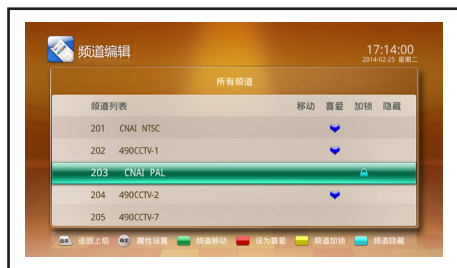 频道编辑
17:14:00
2014-02-25 星期二
所有频道
频道列表 移动 喜爱 加锁 隐藏
201 CNAI NTSC
202 490CCTV-1
203 CNAI PAL
204 490CCTV-2
205 490CCTV-7
返回上级 属性设置 频道移动 设为喜爱 频道加锁 频道隐藏